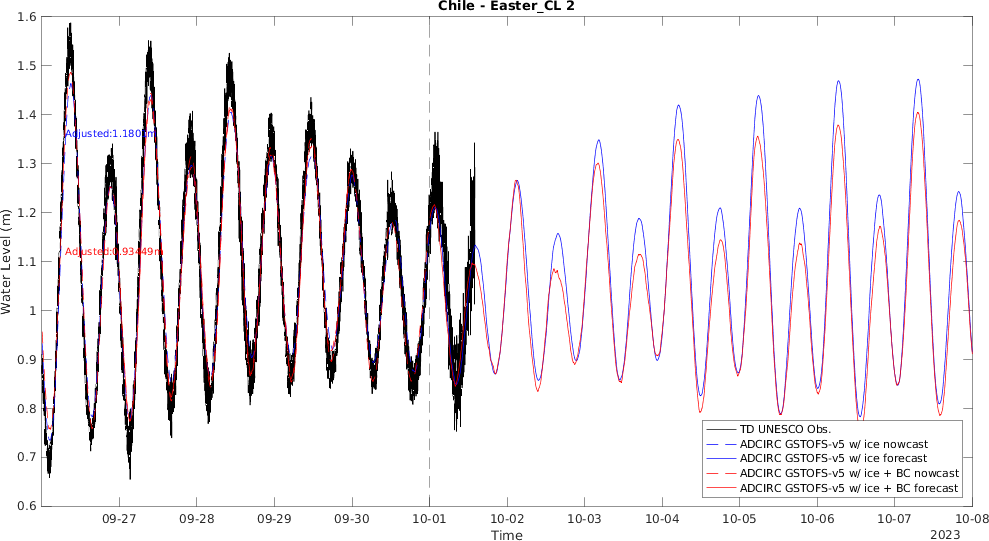 Chile - Easter_CL 2
Water Level (m)
1.6
1.5
1.4
1.3
1.2
1.1
1
0.9
0.8
0.7
0.6
Adjusted:
Adjusted:
09-27
09-28
09-29
09-30
10-01
10-02
10-03
10-04
10-05
10-06
10-07
10-08
Time
2023
TD UNESCO Obs.
ADCIRC GSTOFS-v5 w/ ice nowcast
ADCIRC GSTOFS-v5 w/ ice forecast
ADCIRC GSTOFS-v5 w/ ice + BC nowcast
ADCIRC GSTOFS-v5 w/ ice + BC forecast